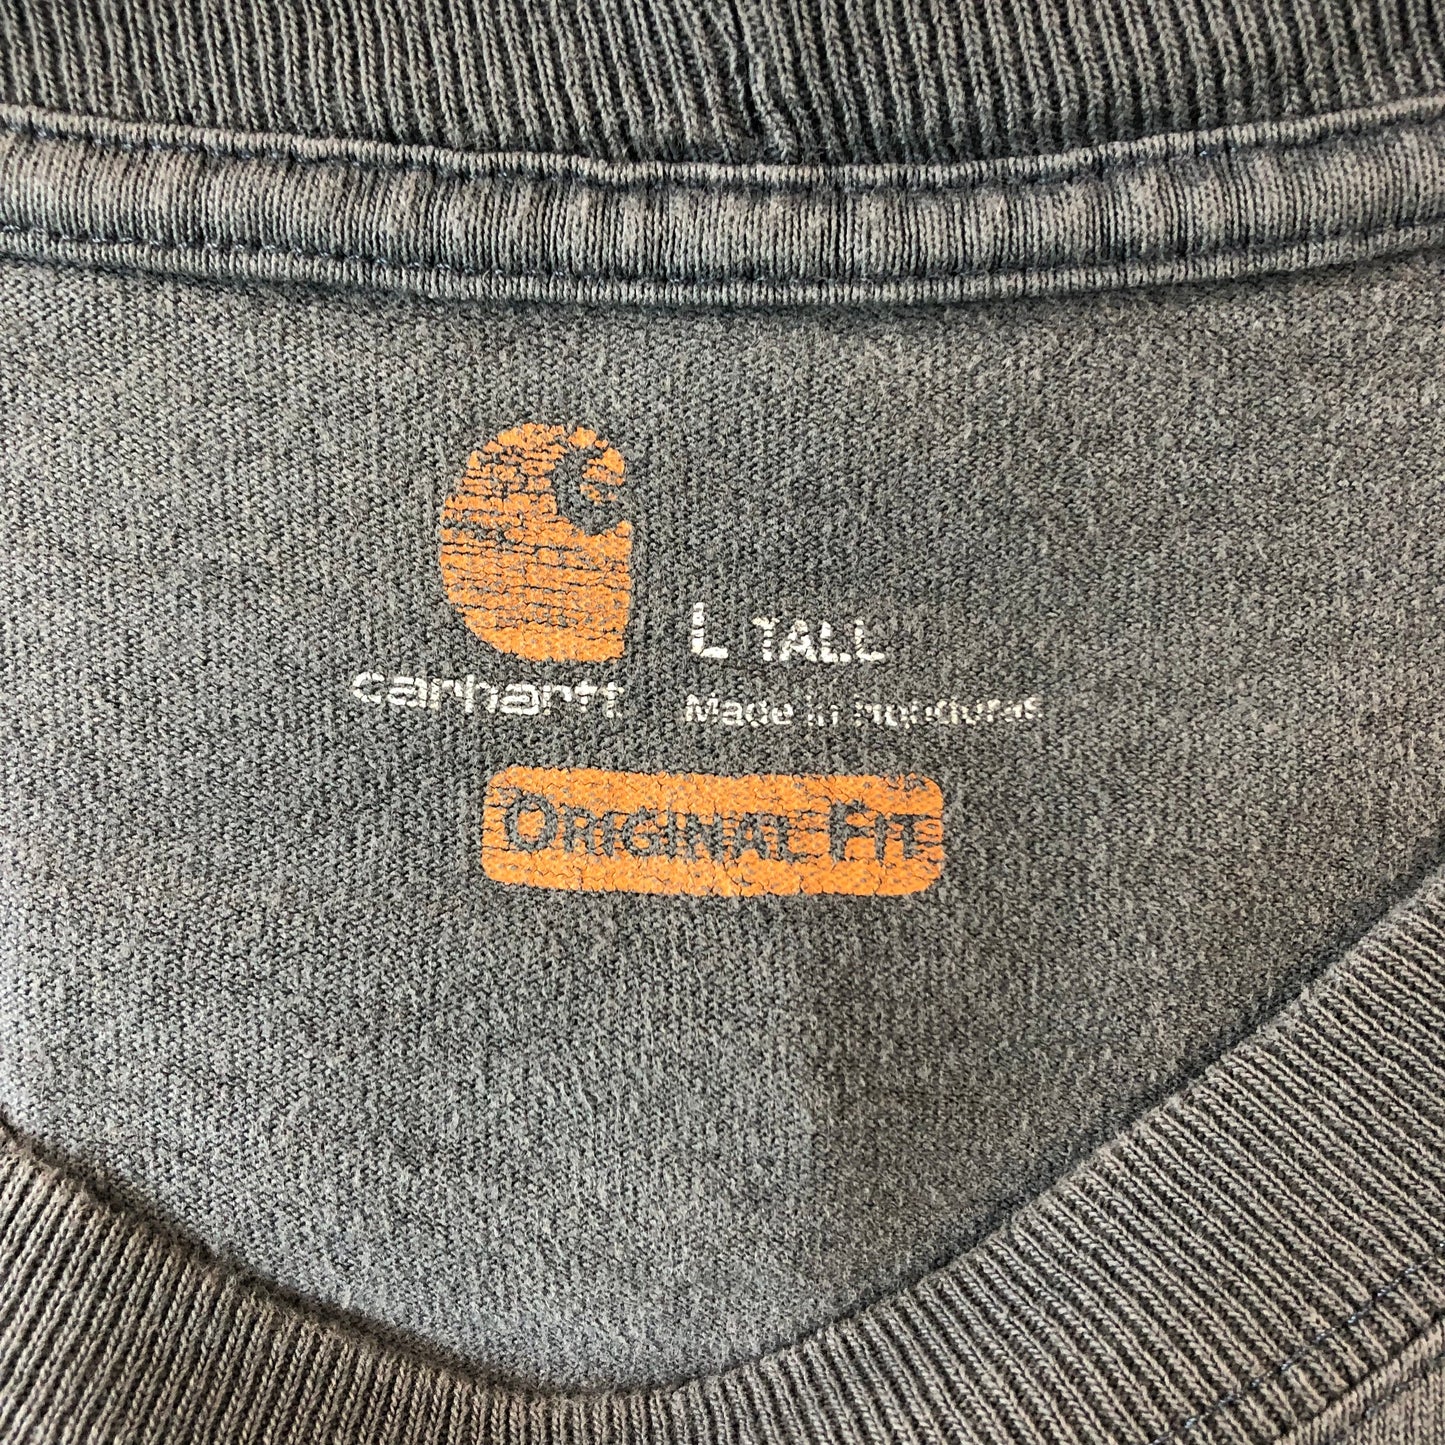 carhartt
L TALL
Made in Honduras
ORIGINAL FIT